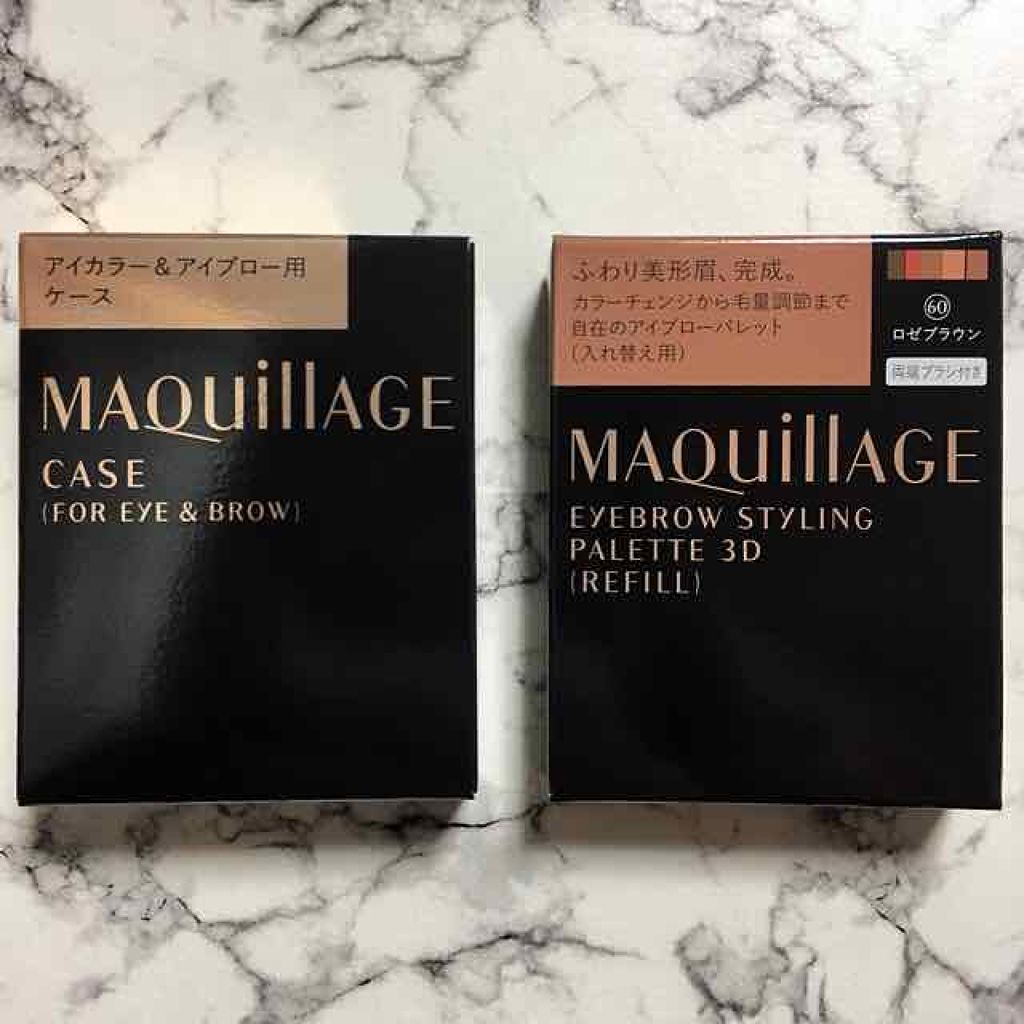 アイカラー&アイブロー用
ケース
MAQuillAGE
CASE
(FOR EYE & BROW)
ふわり美形眉、完成。
カラーチェンジから毛量調節まで
自在のアイブローパレット
(入れ替え用)
㊿
ロゼブラウン
両端ブラシ付き
MAQuillAGE
EYEBROW STYLING
PALETTE 3D
(REFILL)